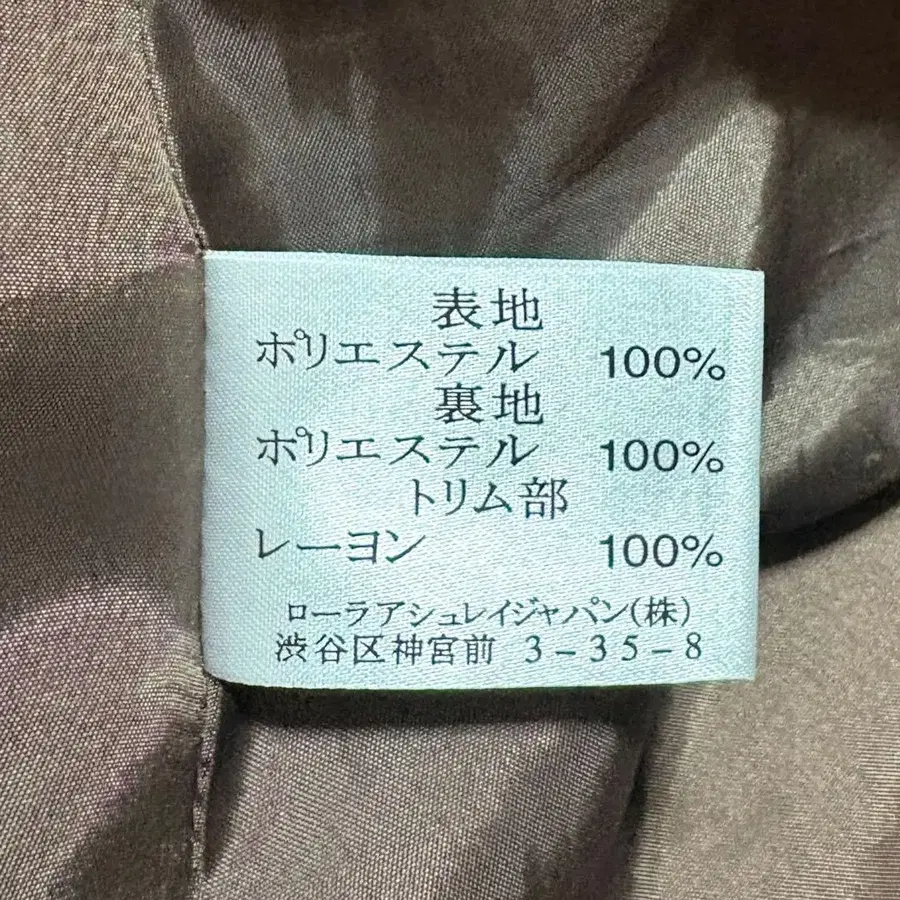 表地
ポリエステル 100%
裏地
ポリエステル 100%
トリム部
レーヨン 100%
ローラアシュレイジャパン(株)
渋谷区神宮前 3-35-8